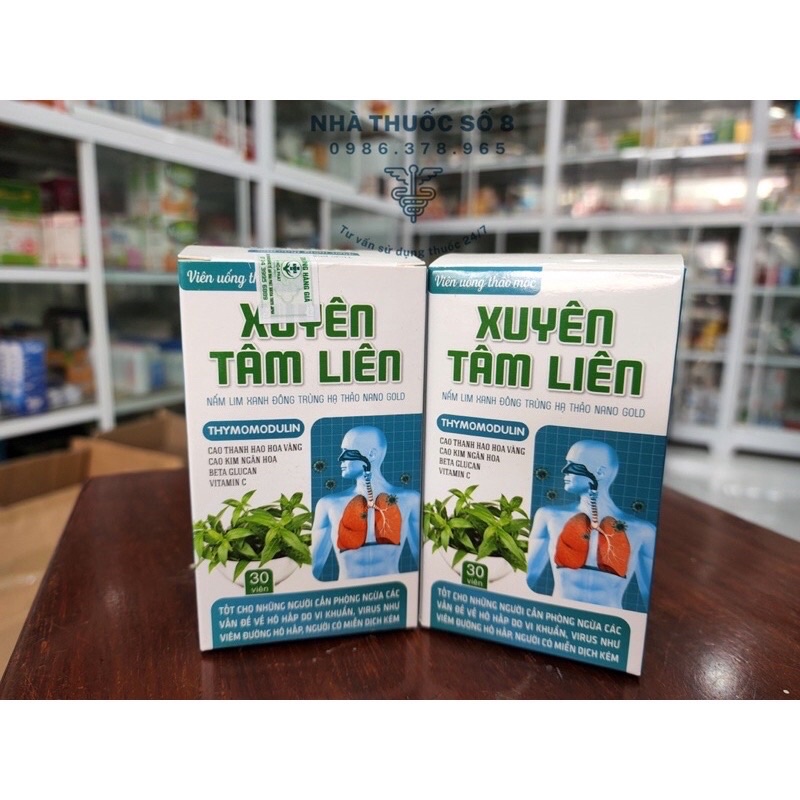 NHÀ THUỐC SỐ 8
0986.378.965
Tư vấn sử dụng thuốc 24/7
Viên uống
XUYÊN
TÂM LIÊN
NẤM LIM XANH ĐÔNG TRÙNG HẠ THẢO NANO GOLD
THYMOMODULIN
CAO THANH HAO HOA VÀNG
CAO KIM NGÂN HOA
BETA GLUCAN
VITAMIN C
30
viên
TỐT CHO NHỮNG NGƯỜI CẦN PHÒNG NGỪA CÁC
VẤN ĐỀ VỀ HÔ HẤP DO VI KHUẨN, VIRUS NHƯ
VIÊM ĐƯỜNG HÔ HẤP, NGƯỜI CÓ MIỄN DỊCH KÉM
Viên uống thảo mộc
XUYÊN
TÂM LIÊN
NẤM LIM XANH ĐÔNG TRÙNG HẠ THẢO NANO GOLD
THYMOMODULIN
CAO THANH HAO HOA VÀNG
CAO KIM NGÂN HOA
BETA GLUCAN
VITAMIN C
30
viên
TỐT CHO NHỮNG NGƯỜI CẦN PHÒNG NGỪA CÁC
VẤN ĐỀ VỀ HÔ HẤP DO VI KHUẨN, VIRUS NHƯ
VIÊM ĐƯỜNG HÔ HẤP, NGƯỜI CÓ MIỄN DỊCH KÉM